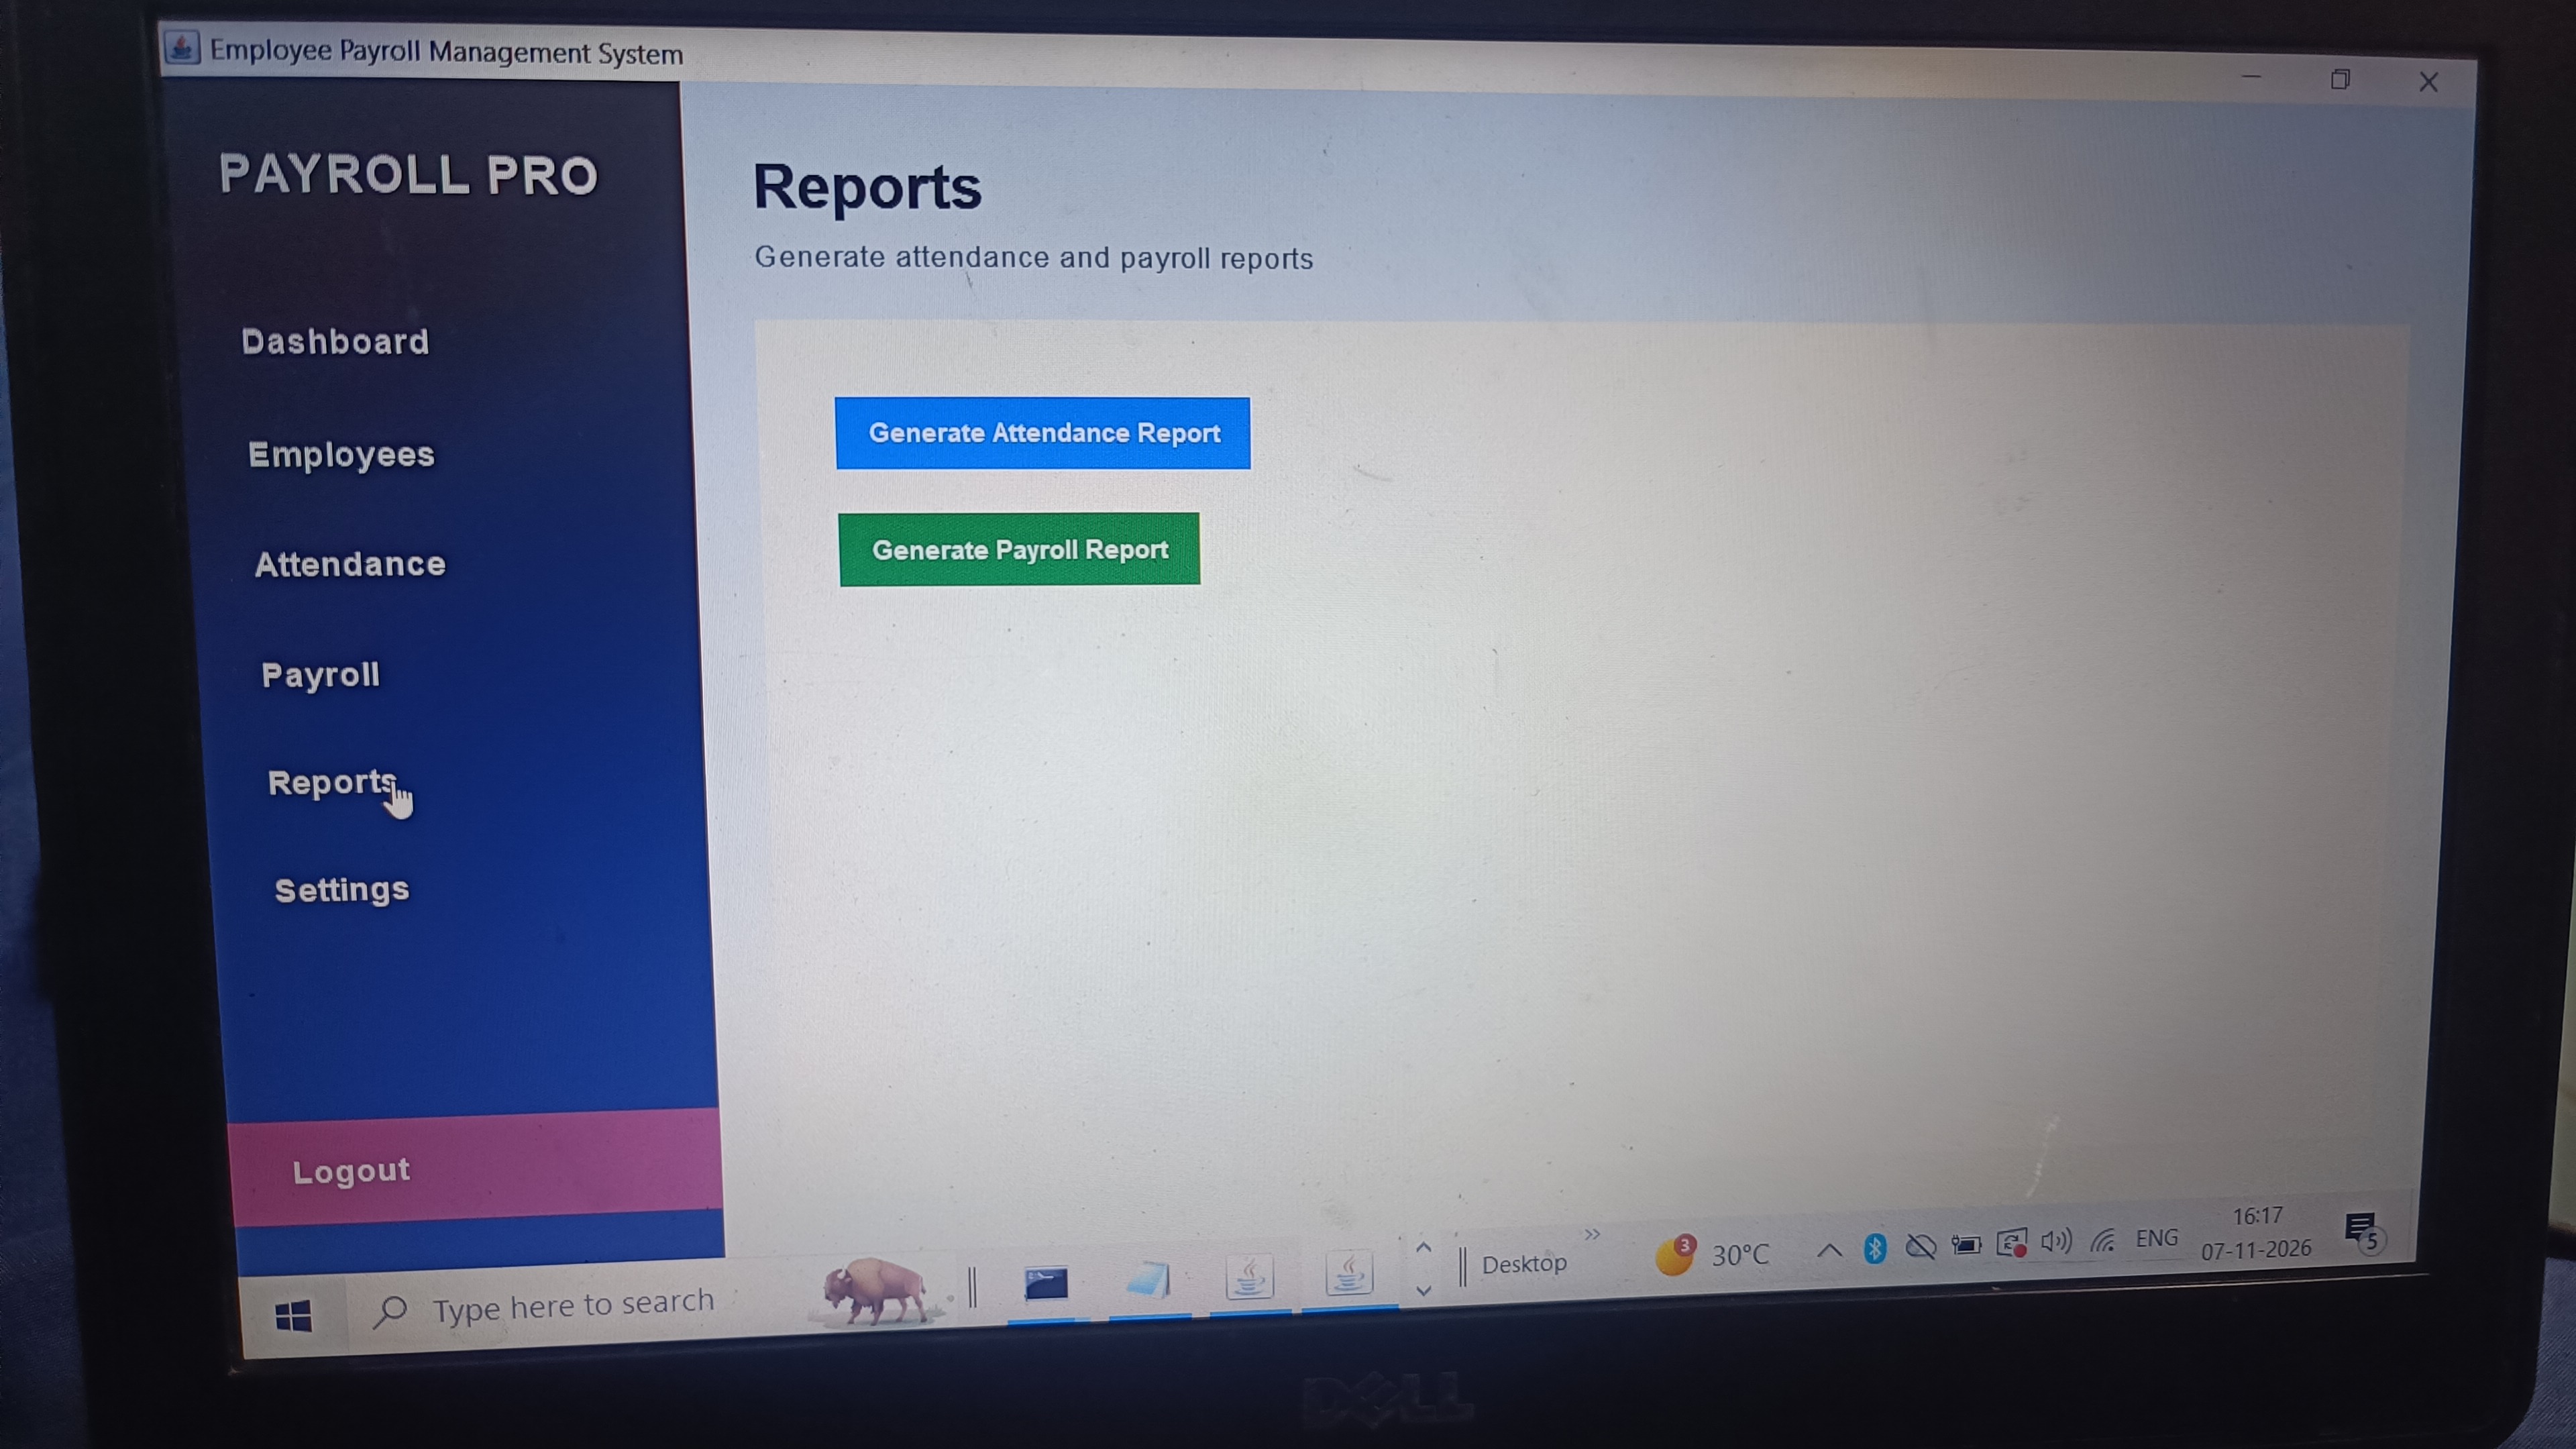 Employee Payroll Management System
PAYROLL PRO
Dashboard
Employees
Attendance
Payroll
Reports
Settings
Logout
Reports
Generate attendance and payroll reports
Generate Attendance Report
Generate Payroll Report
Type here to search
Desktop
3
30°C
ENG
16:17
07-11-2026
5
DELL